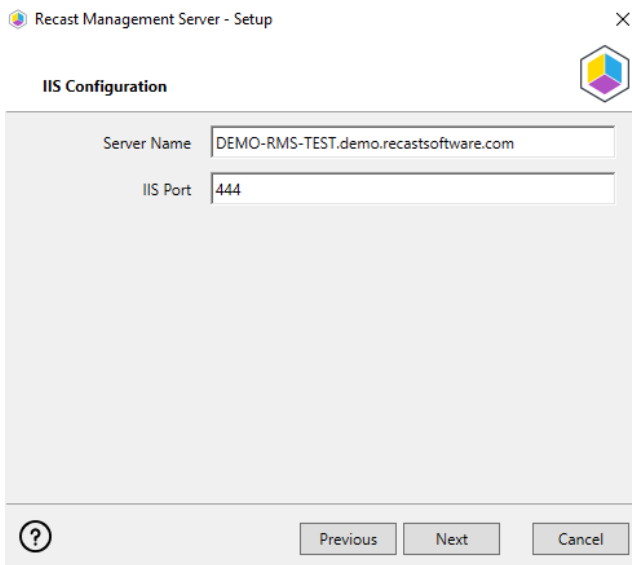 Recast Management Server - Setup
IIS Configuration
Server Name DEMO-RMS-TEST.demo.recastsoftware.com
IIS Port 444
? Previous Next Cancel